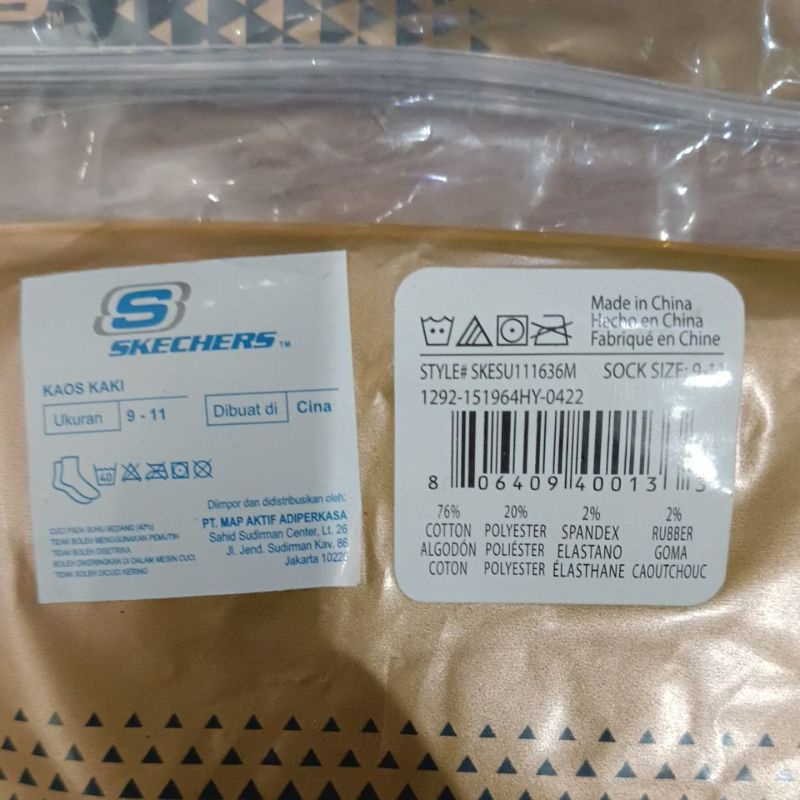 S
TM
S
SKECHERS TM
KAOS KAKI
Ukuran 9 - 11 Dibuat di Cina
40
CUCI PADA SUHU SEDANG (40%)
TIDAK BOLEH MENGGUNAKAN PEMUTIH
TIDAK BOLEH DISETRIKA
BOLEH DIKERINGKAN DI DALAM MESIN CUCI
TIDAK BOLEH DICUCI KERING
Diimpor dan didistribusikan oleh:
PT. MAP AKTIF ADIPERKASA
Sahid Sudirman Center, Lt. 26
Jl. Jend. Sudirman Kav. 86
Jakarta 10220
Made in China
Hecho en China
Fabriqué en Chine
STYLE# SKESU111636M SOCK SIZE: 9-11
1292-151964HY-0422
8 06409 40013 3
76% 20% 2% 2%
COTTON POLYESTER SPANDEX RUBBER
ALGODÓN POLIÉSTER ELASTANO GOMA
COTON POLYESTER ÉLASTHANE CAOUTCHOUC